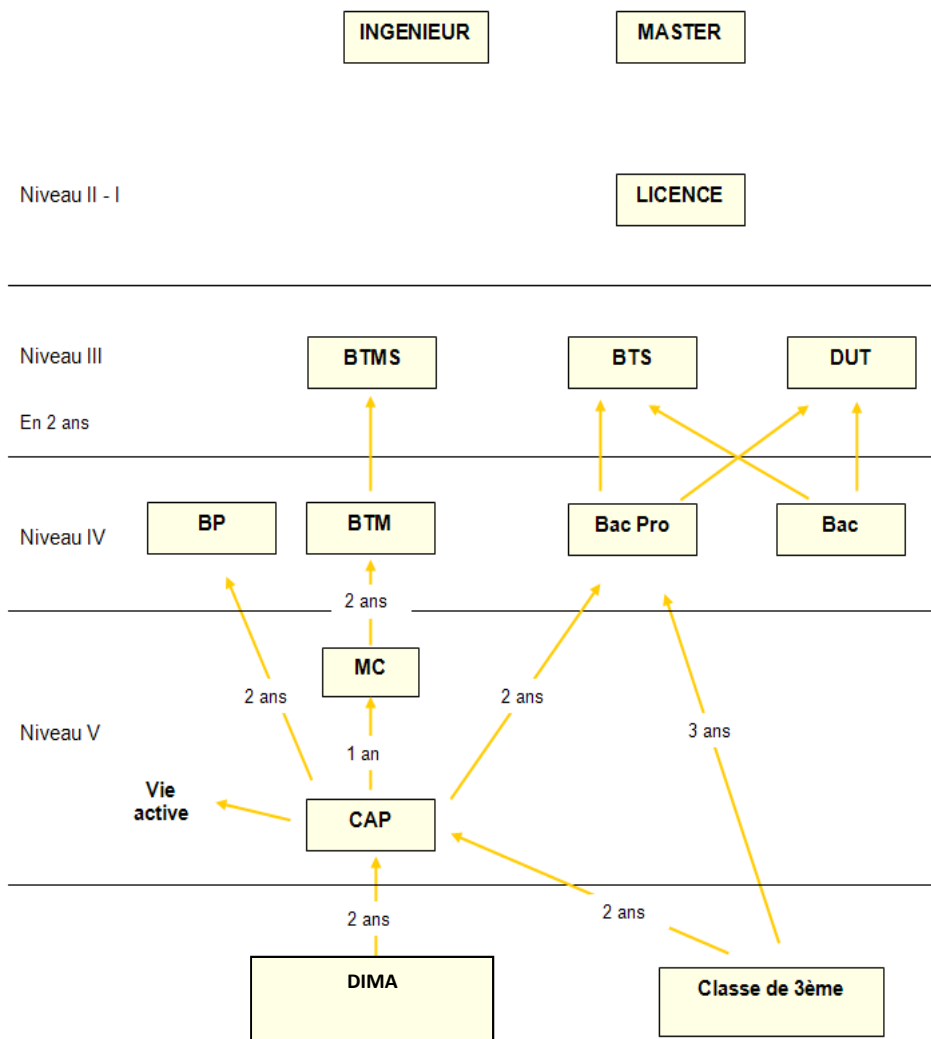 INGENIEUR
MASTER
Niveau II - I
LICENCE
Niveau III
BTMS
BTS
DUT
En 2 ans
BP
BTM
Bac Pro
Bac
Niveau IV
2 ans
MC
2 ans
2 ans
3 ans
Niveau V
1 an
Vie
active
CAP
2 ans
2 ans
DIMA
Classe de 3ème